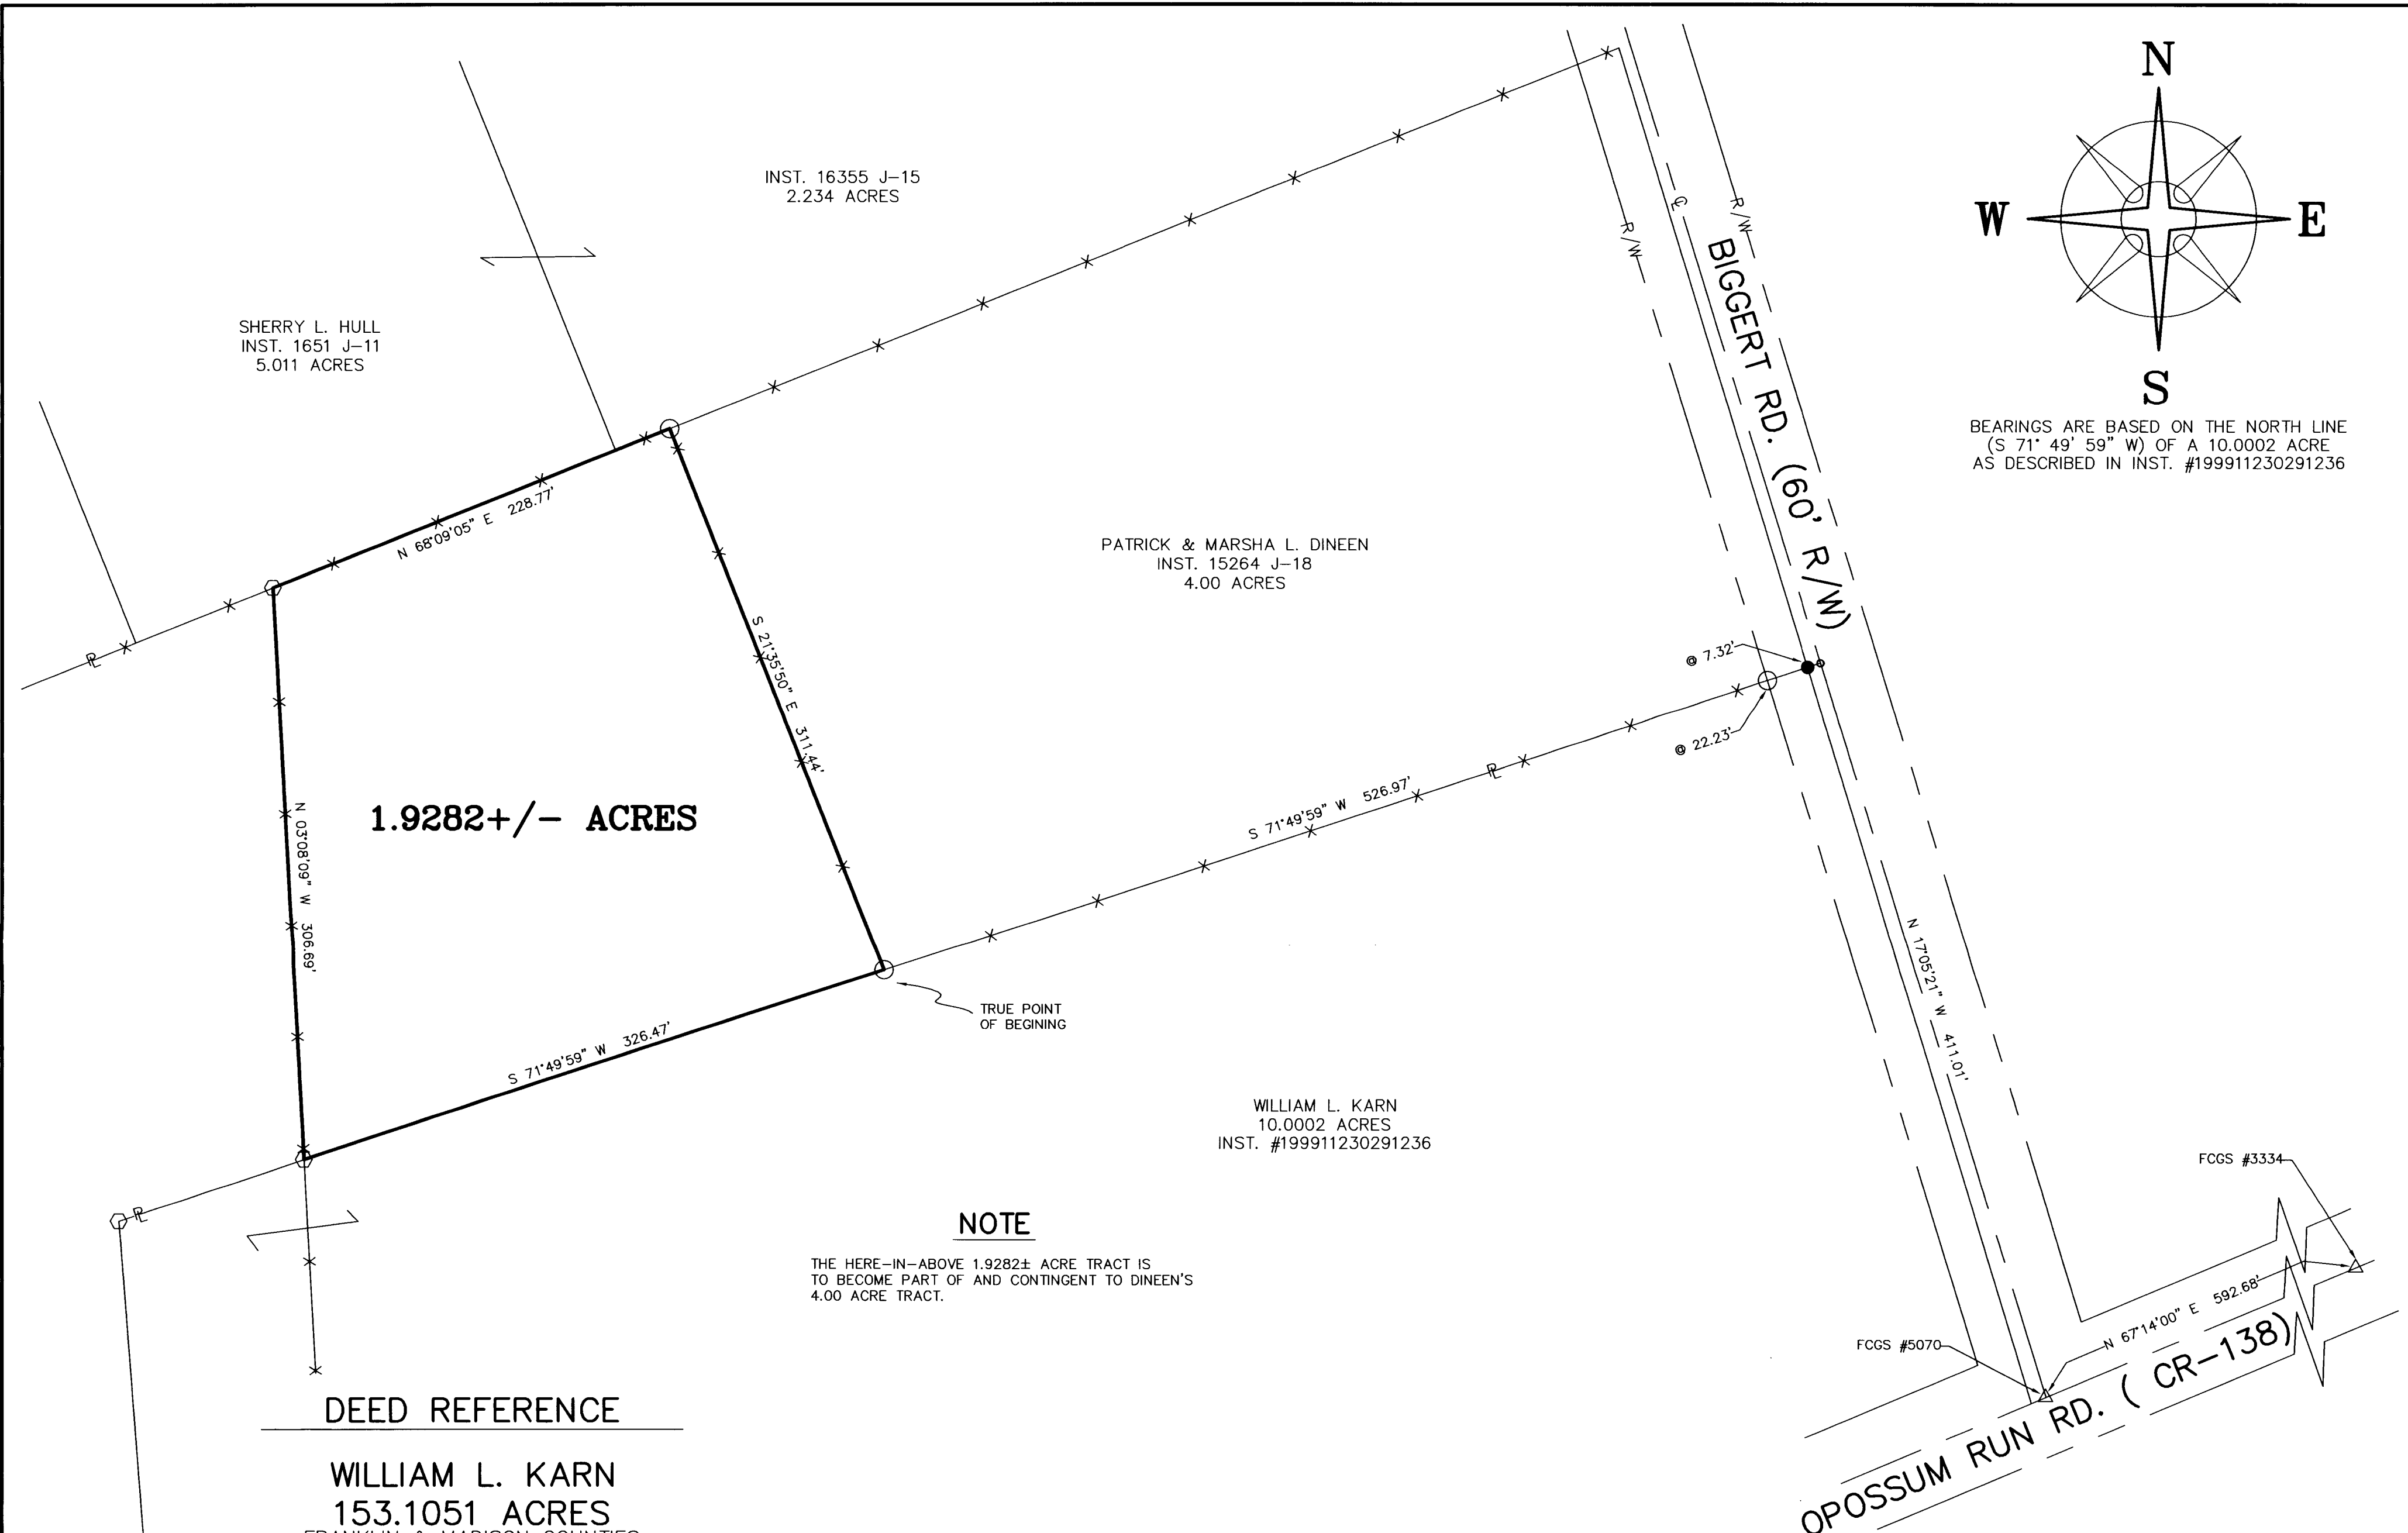 INST. 16355 J-15
2.234 ACRES
SHERRY L. HULL
INST. 1651 J-11
5.011 ACRES
N
W
E
S
BEARINGS ARE BASED ON THE NORTH LINE
(S 71° 49' 59" W) OF A 10.0002 ACRE
AS DESCRIBED IN INST. #199911230291236
R/W
℄
R/W
BIGGERT RD. (60' R/W)
N 68°09'05" E 228.77'
PATRICK & MARSHA L. DINEEN
INST. 15264 J-18
4.00 ACRES
S 21°35'50" E 311.44'
PL
@ 7.32'
@ 22.23'
PL
S 71°49'59" W 526.97'
1.9282+/- ACRES
N 03°08'09" W 306.69'
TRUE POINT
OF BEGINING
S 71°49'59" W 326.47'
N 17°05'21" W 411.01'
WILLIAM L. KARN
10.0002 ACRES
INST. #199911230291236
FCGS #3334
PL
NOTE
THE HERE-IN-ABOVE 1.9282± ACRE TRACT IS
TO BECOME PART OF AND CONTINGENT TO DINEEN'S
4.00 ACRE TRACT.
N 67°14'00" E 592.68'
FCGS #5070
OPOSSUM RUN RD. ( CR-138)
DEED REFERENCE
WILLIAM L. KARN
153.1051 ACRES
FRANKLIN & MADISON COUNTIES